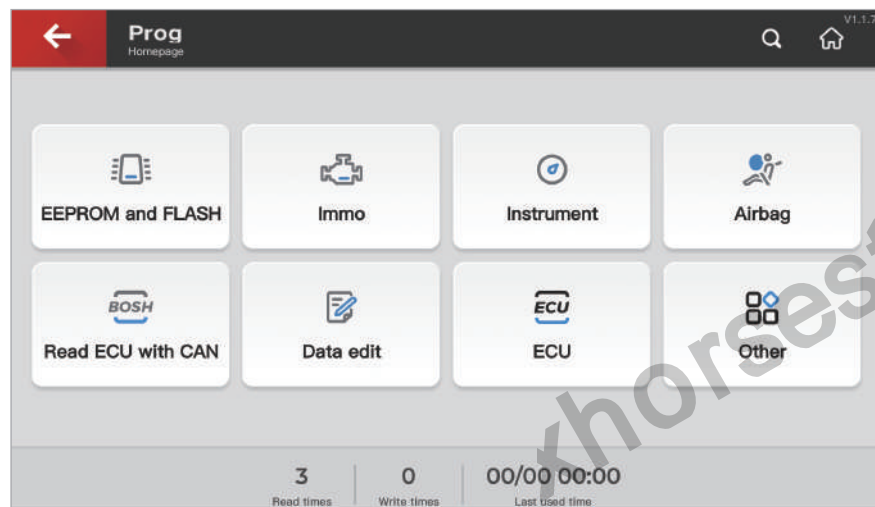 V1.1.7
Prog
Homepage
EEPROM and FLASH
Immo
Instrument
Airbag
BOSH
Read ECU with CAN
Data edit
ECU
ECU
Other
3
0
00/00 00:00
Read times
Write times
Last used time
xhorsest